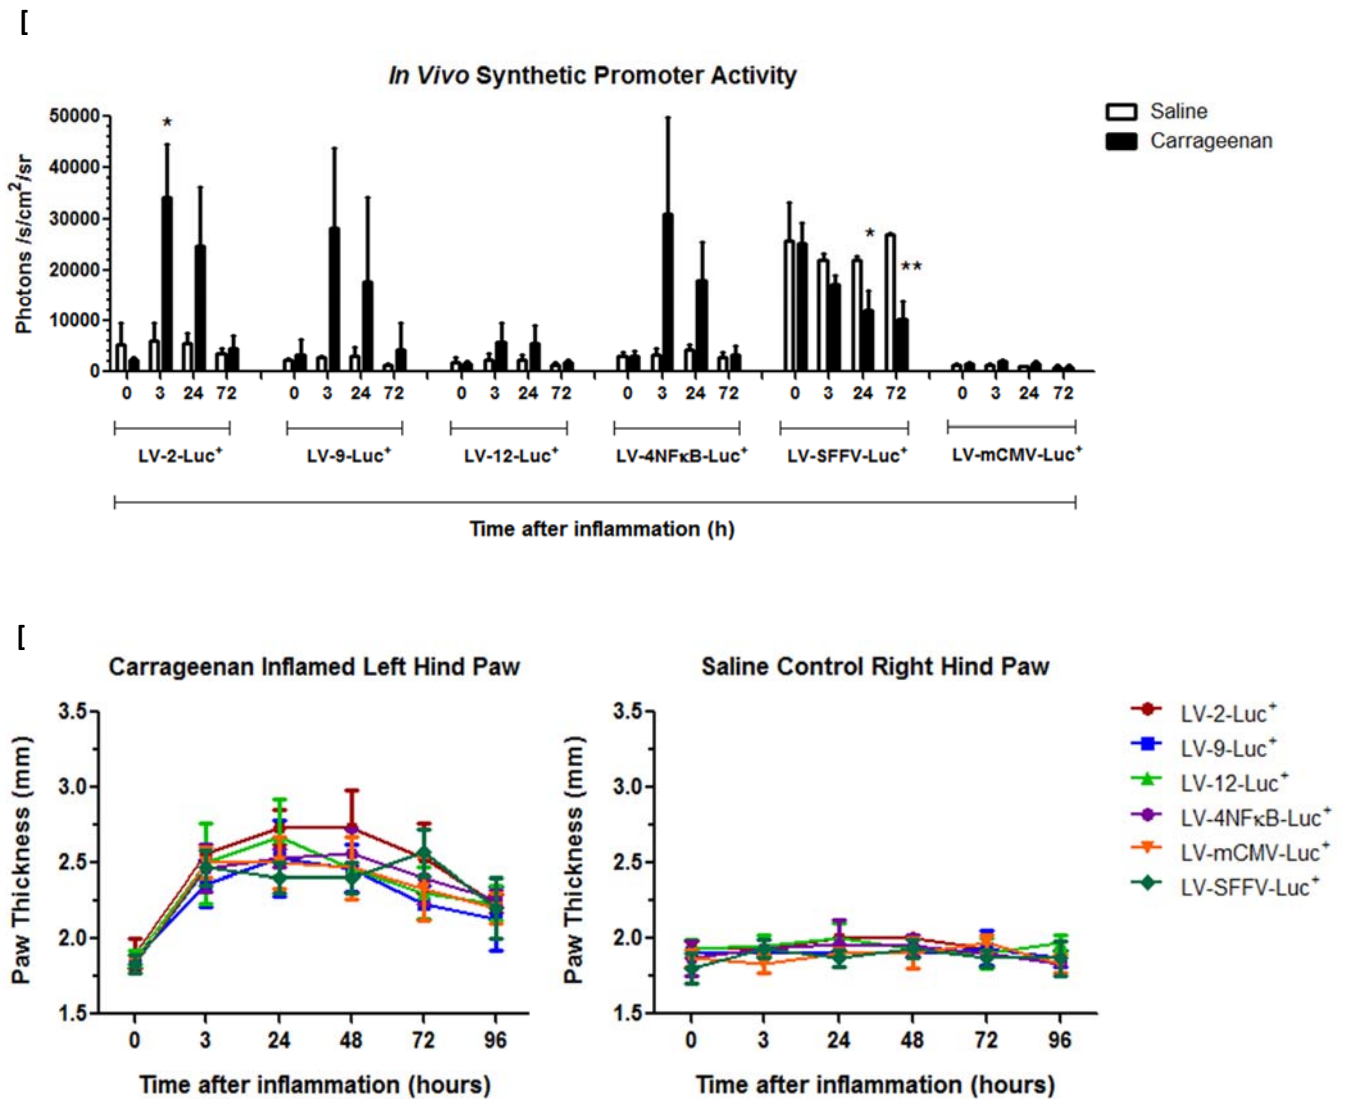 [
In Vivo Synthetic Promoter Activity
Saline
Carrageenan
Photons /s/cm²/sr
50000
40000
30000
20000
10000
0
*
*
**
0 3 24 72 0 3 24 72 0 3 24 72 0 3 24 72 0 3 24 72 0 3 24 72
LV-2-Luc⁺ LV-9-Luc⁺ LV-12-Luc⁺ LV-4NFκB-Luc⁺ LV-SFFV-Luc⁺ LV-mCMV-Luc⁺
Time after inflammation (h)
[
Carrageenan Inflamed Left Hind Paw
Paw Thickness (mm)
3.5
3.0
2.5
2.0
1.5
0 3 24 48 72 96
Time after inflammation (hours)
Saline Control Right Hind Paw
Paw Thickness (mm)
3.5
3.0
2.5
2.0
1.5
0 3 24 48 72 96
Time after inflammation (hours)
LV-2-Luc⁺
LV-9-Luc⁺
LV-12-Luc⁺
LV-4NFκB-Luc⁺
LV-mCMV-Luc⁺
LV-SFFV-Luc⁺